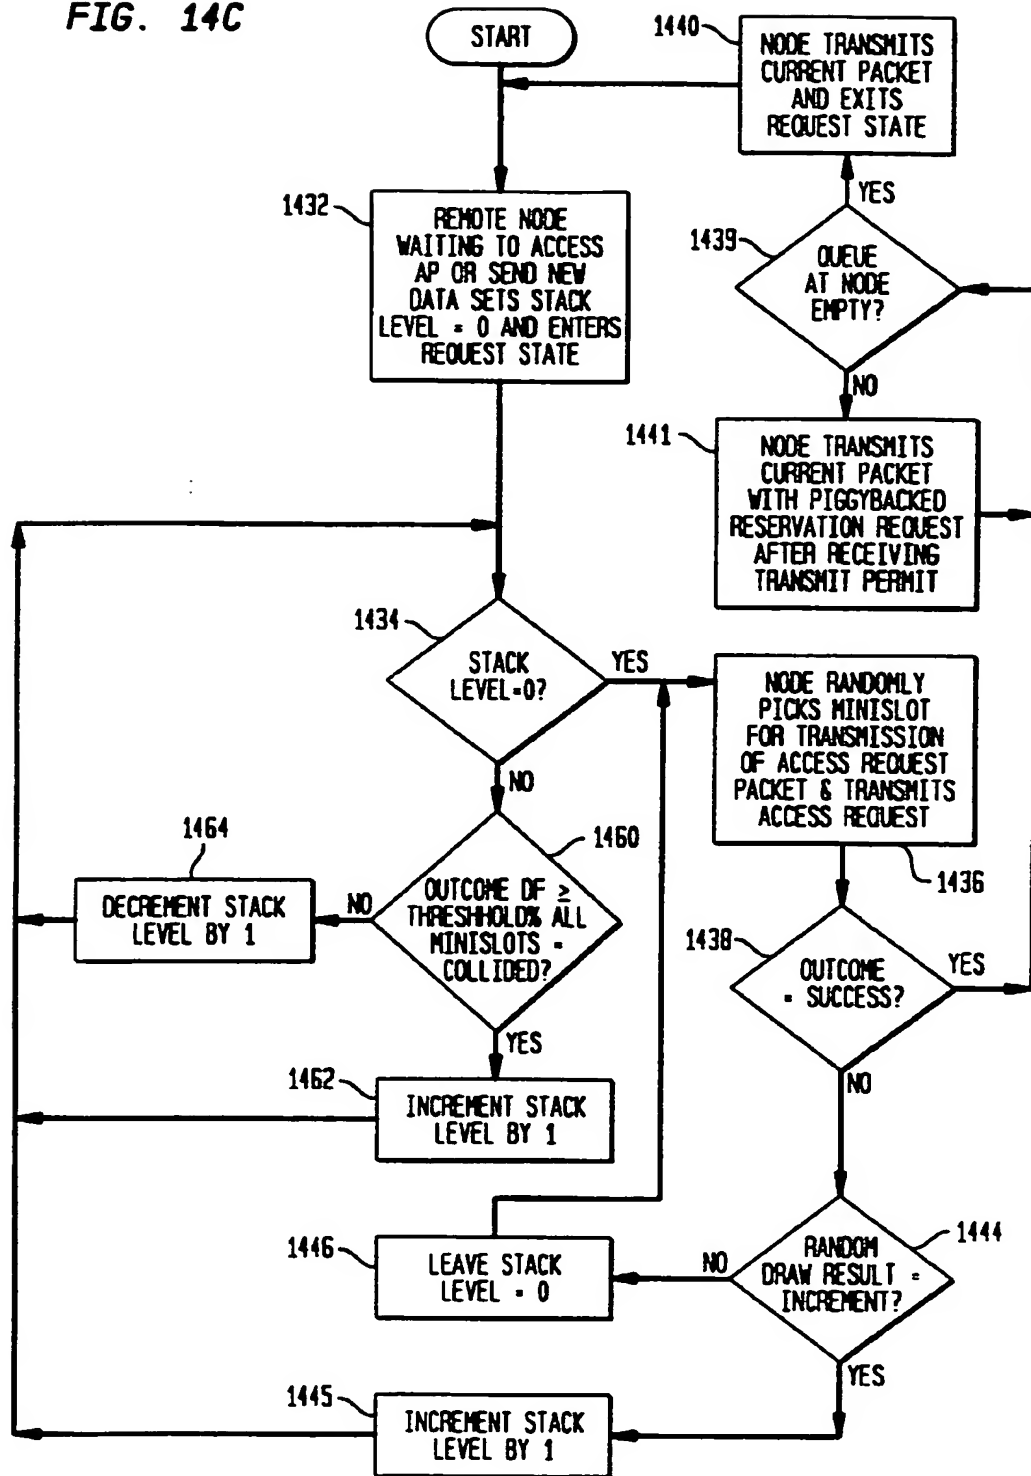 FIG. 14C
START
1440
NODE TRANSMITS
CURRENT PACKET
AND EXITS
REQUEST STATE
YES
1432
REMOTE NODE
WAITING TO ACCESS
AP OR SEND NEW
DATA SETS STACK
LEVEL = 0 AND ENTERS
REQUEST STATE
1439
QUEUE
AT NODE
EMPTY?
NO
1441
NODE TRANSMITS
CURRENT PACKET
WITH PIGGYBACKED
RESERVATION REQUEST
AFTER RECEIVING
TRANSMIT PERMIT
1434
STACK
LEVEL=0?
YES
NO
NODE RANDOMLY
PICKS MINISLOT
FOR TRANSMISSION
OF ACCESS REQUEST
PACKET & TRANSMITS
ACCESS REQUEST
1436
1464
DECREMENT STACK
LEVEL BY 1
NO
1460
OUTCOME OF ≥
THRESHHOLD% ALL
MINISLOTS =
COLLIDED?
YES
1438
OUTCOME
= SUCCESS?
YES
NO
1462
INCREMENT STACK
LEVEL BY 1
1446
LEAVE STACK
LEVEL = 0
NO
1444
RANDOM
DRAW RESULT =
INCREMENT?
YES
1445
INCREMENT STACK
LEVEL BY 1